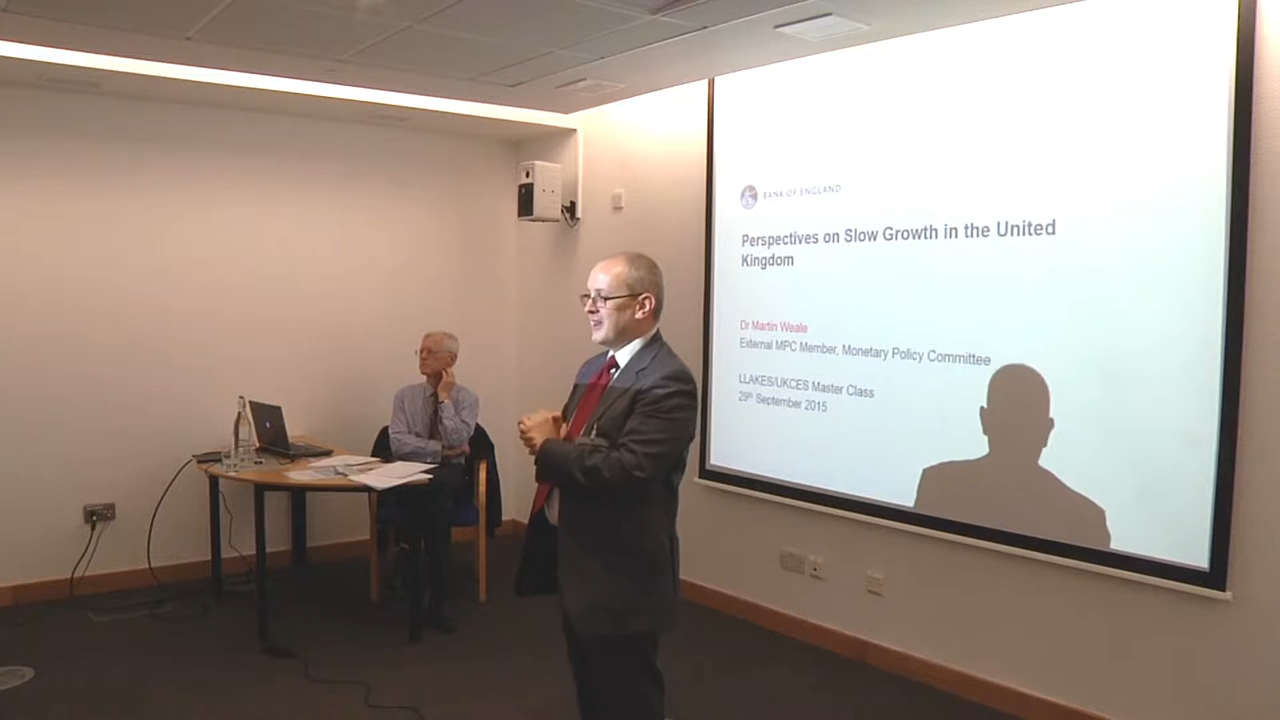 BANK OF ENGLAND
Perspectives on Slow Growth in the United
Kingdom
Dr Martin Weale
External MPC Member, Monetary Policy Committee
LLAKES/UKCES Master Class
29th September 2015